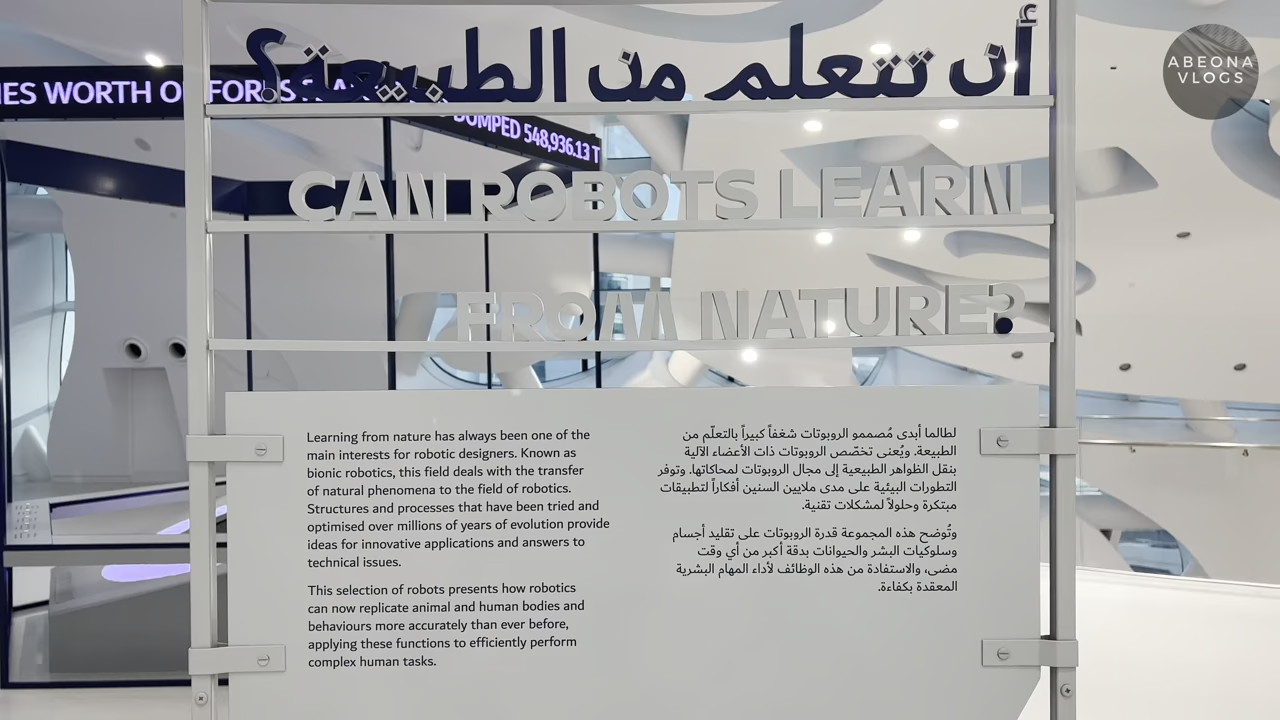 أن تتعلم من الطبيعة؟
CAN ROBOTS LEARN
FROM NATURE?
Learning from nature has always been one of the
main interests for robotic designers. Known as
bionic robotics, this field deals with the transfer
of natural phenomena to the field of robotics.
Structures and processes that have been tried and
optimised over millions of years of evolution provide
ideas for innovative applications and answers to
technical issues.
This selection of robots presents how robotics
can now replicate animal and human bodies and
behaviours more accurately than ever before,
applying these functions to efficiently perform
complex human tasks.
لطالما أبدى مُصممو الروبوتات شغفاً كبيراً بالتعلّم من
الطبيعة. ويُعنى تخصّص الروبوتات ذات الأعضاء الآلية
بنقل الظواهر الطبيعية إلى مجال الروبوتات لمحاكاتها. وتوفر
التطورات البيئية على مدى ملايين السنين أفكاراً لتطبيقات
مبتكرة وحلولاً لمشكلات تقنية.
وتُوضح هذه المجموعة قدرة الروبوتات على تقليد أجسام
وسلوكيات البشر والحيوانات بدقة أكبر من أي وقت
مضى، والاستفادة من هذه الوظائف لأداء المهام البشرية
المعقدة بكفاءة.
WORTH
548,936.13 T
ABEONA
VLOGS